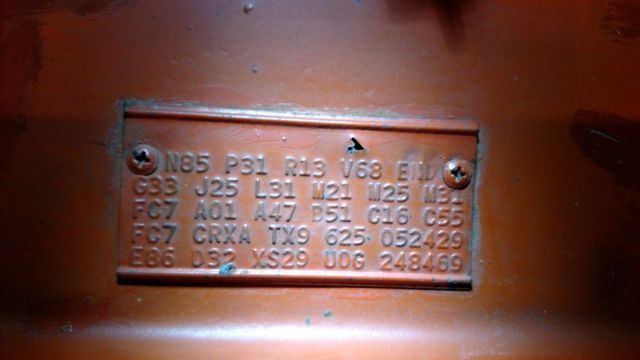 N85 P31 R13 V68 END
G33 J25 L31 M21 M25 M31
FC7 A01 A47 B51 C16 C55
FC7 CRXA TX9 625 052429
E86 D32 XS29 U0G 248469